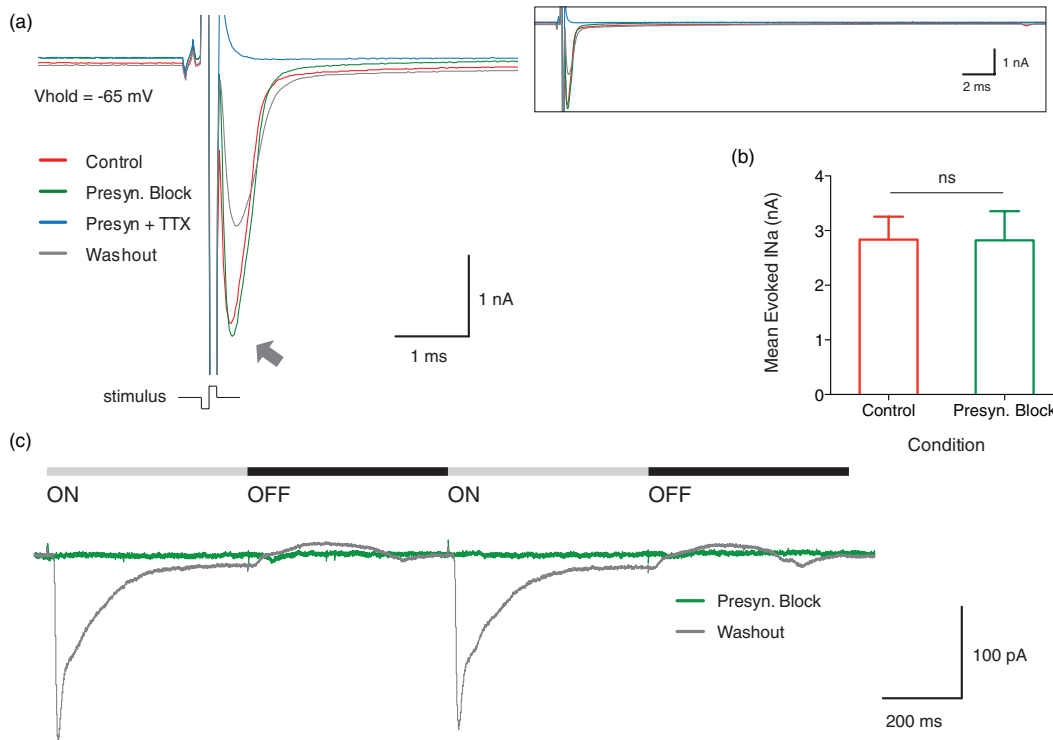 (a)
Vhold = -65 mV
Control
Presyn. Block
Presyn + TTX
Washout
1 nA
1 ms
stimulus
1 nA
2 ms
(b)
ns
Mean Evoked INa (nA)
4
3
2
1
0
Control
Presyn. Block
Condition
(c)
ON
OFF
ON
OFF
Presyn. Block
Washout
100 pA
200 ms